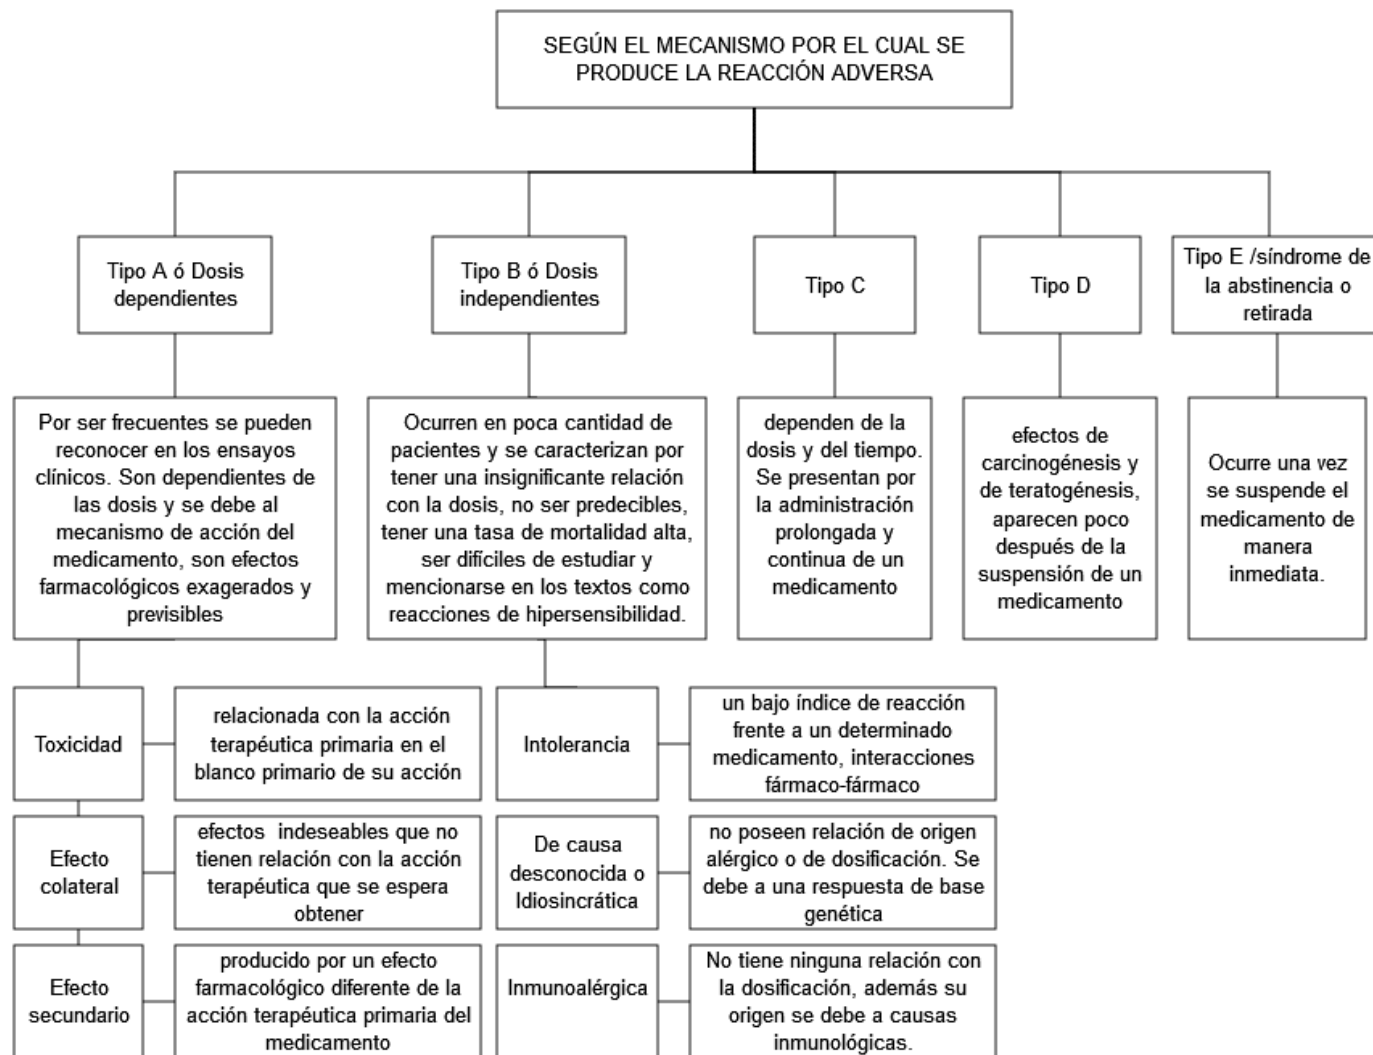 SEGÚN EL MECANISMO POR EL CUAL SE
PRODUCE LA REACCIÓN ADVERSA
Tipo A ó Dosis
dependientes
Tipo B ó Dosis
independientes
Tipo C
Tipo D
Tipo E /síndrome de
la abstinencia o
retirada
Por ser frecuentes se pueden
reconocer en los ensayos
clínicos. Son dependientes de
las dosis y se debe al
mecanismo de acción del
medicamento, son efectos
farmacológicos exagerados y
previsibles
Ocurren en poca cantidad de
pacientes y se caracterizan por
tener una insignificante relación
con la dosis, no ser predecibles,
tener una tasa de mortalidad alta,
ser difíciles de estudiar y
mencionarse en los textos como
reacciones de hipersensibilidad.
dependen de la
dosis y del tiempo.
Se presentan por
la administración
prolongada y
continua de un
medicamento
efectos de
carcinogénesis y
de teratogénesis,
aparecen poco
después de la
suspensión de un
medicamento
Ocurre una vez
se suspende el
medicamento de
manera
inmediata.
Toxicidad
relacionada con la acción
terapéutica primaria en el
blanco primario de su acción
Intolerancia
un bajo índice de reacción
frente a un determinado
medicamento, interacciones
fármaco-fármaco
Efecto
colateral
efectos  indeseables que no
tienen relación con la acción
terapéutica que se espera
obtener
De causa
desconocida o
Idiosincrática
no poseen relación de origen
alérgico o de dosificación. Se
debe a una respuesta de base
genética
Efecto
secundario
producido por un efecto
farmacológico diferente de la
acción terapéutica primaria del
medicamento
Inmunoalérgica
No tiene ninguna relación con
la dosificación, además su
origen se debe a causas
inmunológicas.